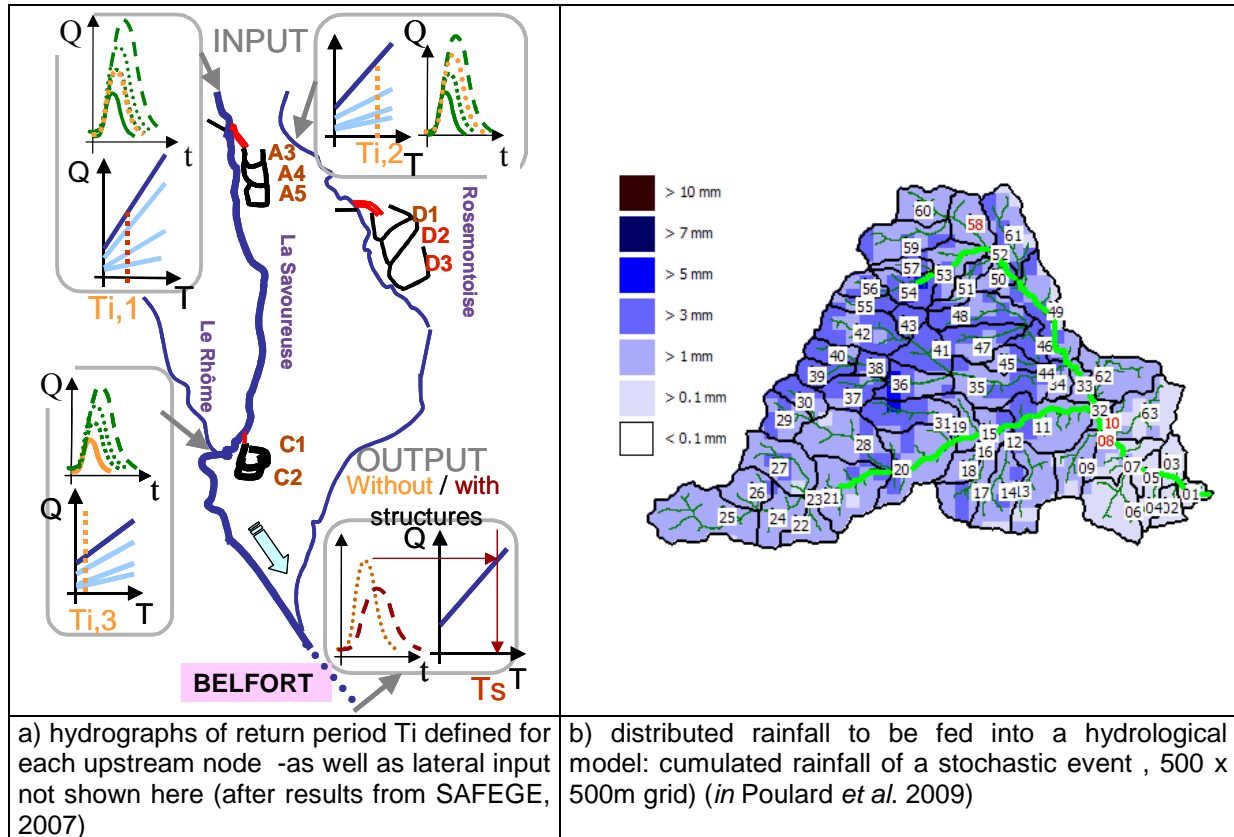 Q
INPUT
Q
Q
t
Ti,2
T
t
Q
T
Ti,1
A3
A4
A5
La Savoureuse
Rosemontoise
D1
D2
D3
Le Rhôme
Q
t
Q
T
Ti,3
C1
C2
OUTPUT
Without / with
structures
Q
t
Ts
T
BELFORT
> 10 mm
> 7 mm
> 5 mm
> 3 mm
> 1 mm
> 0.1 mm
< 0.1 mm
60
58
61
59
52
57
53
50
56
54
51
55
49
48
43
42
46
41
47
40
45
38
44
62
39
36
35
34
33
37
30
32
63
29
31
19
11
10
15
28
12
08
16
27
20
18
09
07
03
05
26
23
21
17
14
13
01
25
24
22
06
04
02
a) hydrographs of return period Ti defined for
each upstream node -as well as lateral input
not shown here (after results from SAFEGE,
2007)
b) distributed rainfall to be fed into a hydrological
model: cumulated rainfall of a stochastic event , 500 x
500m grid) (in Poulard et al. 2009)